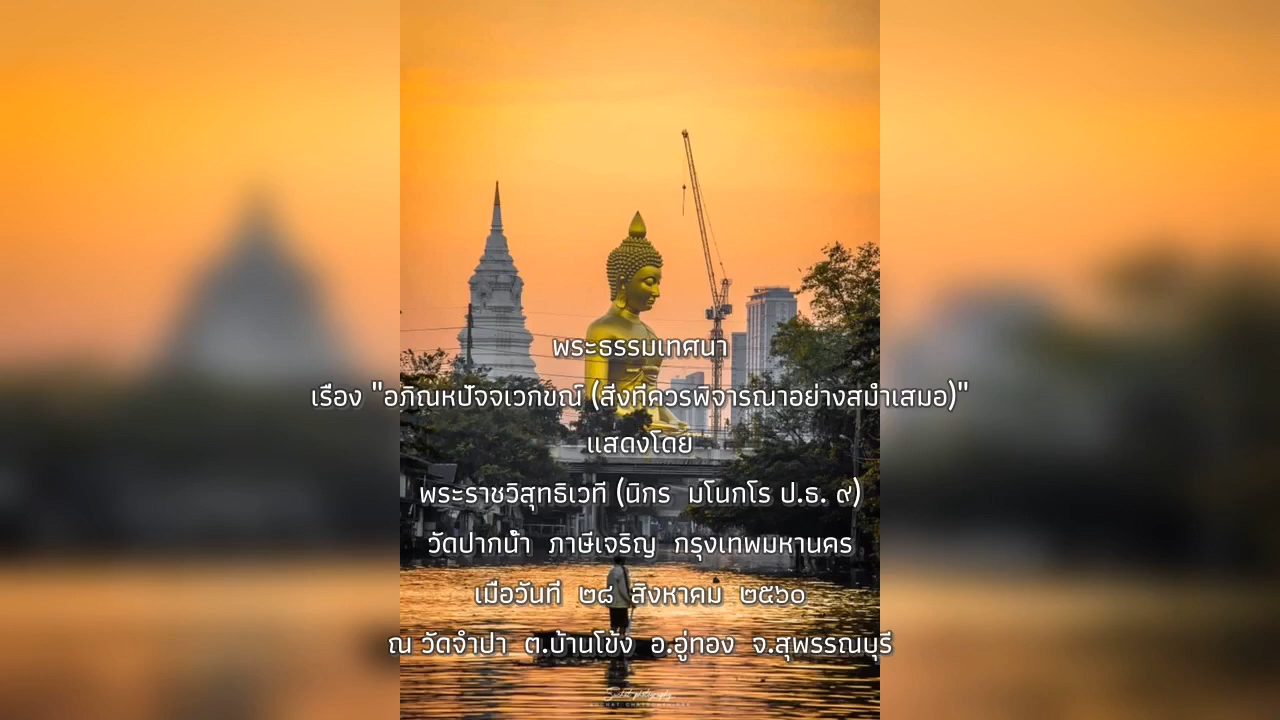 พระธรรมเทศนา
เรื่อง "อภิณหปัจจเวกขณ์ (สิ่งที่ควรพิจารณาอย่างสม่ำเสมอ)"
แสดงโดย
พระราชวิสุทธิเวที (นิกร มโนกโร ป.ธ. ๙)
วัดปากน้ำ ภาษีเจริญ กรุงเทพมหานคร
เมื่อวันที่ ๒๘ สิงหาคม ๒๕๖๐
ณ วัดจำปา ต.บ้านโข้ง อ.อู่ทอง จ.สุพรรณบุรี